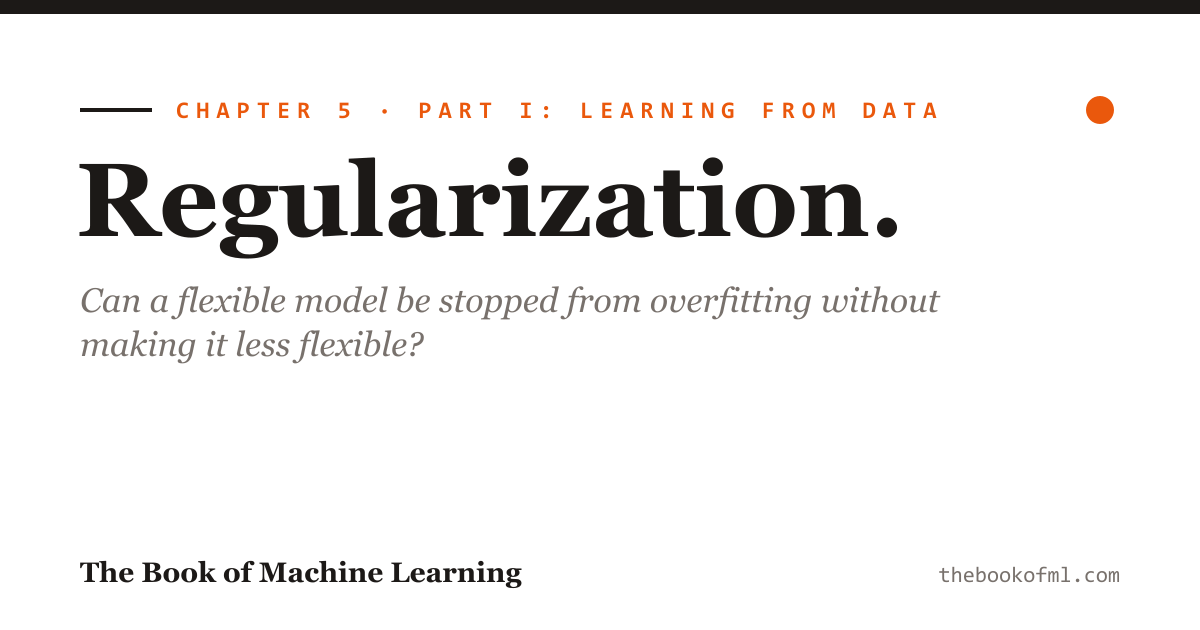 CHAPTER 5 · PART I: LEARNING FROM DATA
Regularization.
Can a flexible model be stopped from overfitting without
making it less flexible?
The Book of Machine Learning
thebookofml.com